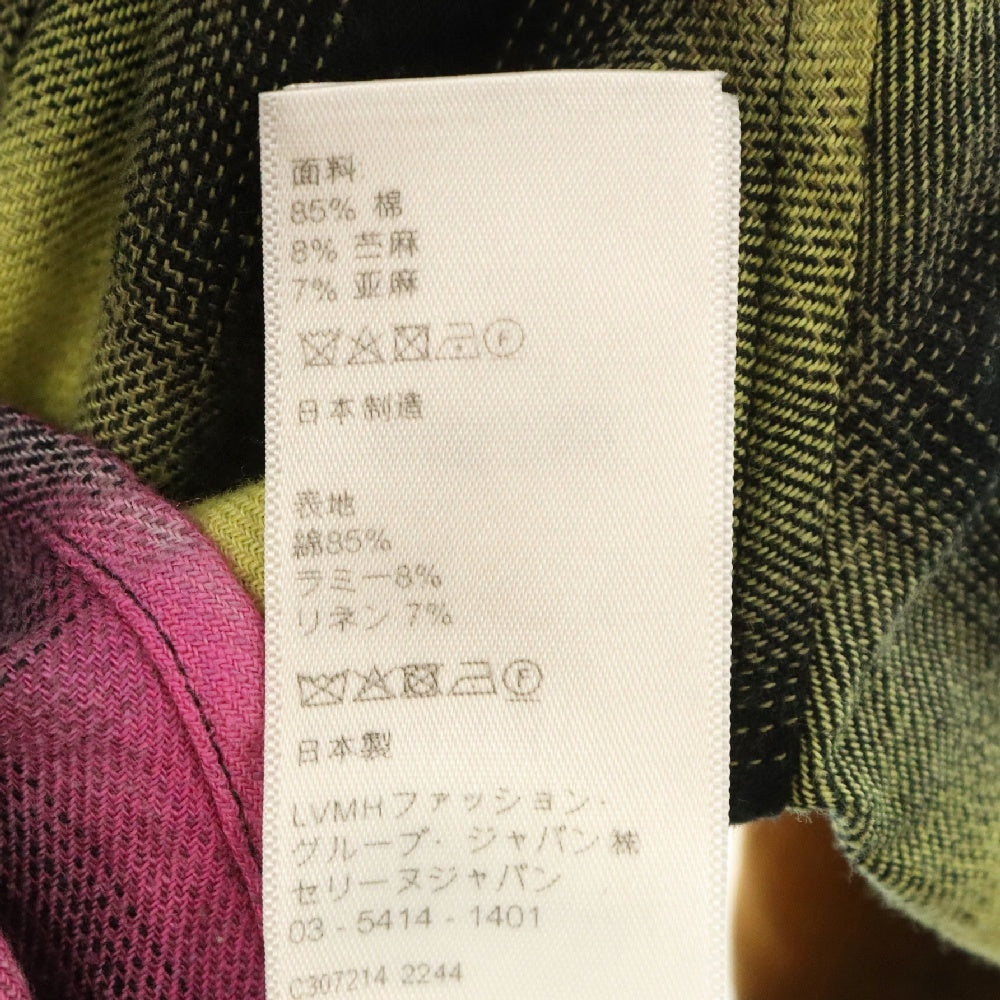 面料
85% 棉
8% 苎麻
7% 亚麻
F
日本制造
表地
綿85%
ラミー8%
リネン 7%
F
日本製
LVMHファッション·
グループ· ジャパン 株
セリーヌジャパン
03 - 5414 - 1401
C307214 2244